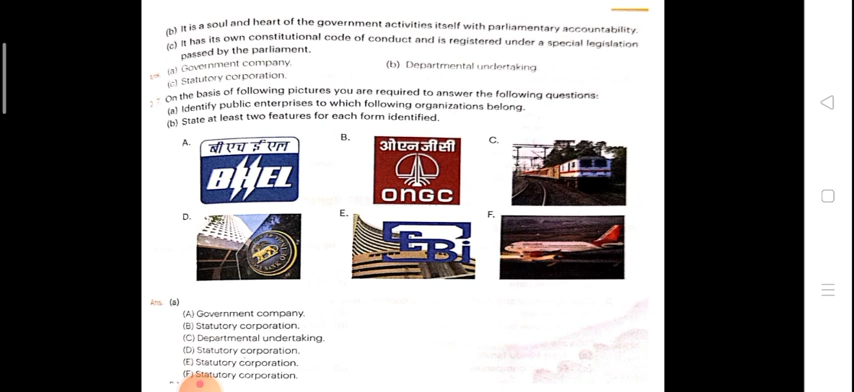 (b) It is a soul and heart of the government activities itself with parliamentary accountability.
(c) It has its own constitutional code of conduct and is registered under a special legislation
passed by the parliament.
(a) Government company.
(b) Departmental undertaking
(c) Statutory corporation.
On the basis of following pictures you are required to answer the following questions:
(a) Identify public enterprises to which following organizations belong.
(b) State at least two features for each form identified.
A.
B.
C.
बी एच ई एल
BHEL
ओएनजीसी
ONGC
D.
E.
F.
SEBi
Ans. (a)
(A) Government company.
(B) Statutory corporation.
(C) Departmental undertaking.
(D) Statutory corporation.
(E) Statutory corporation.
(F) Statutory corporation.